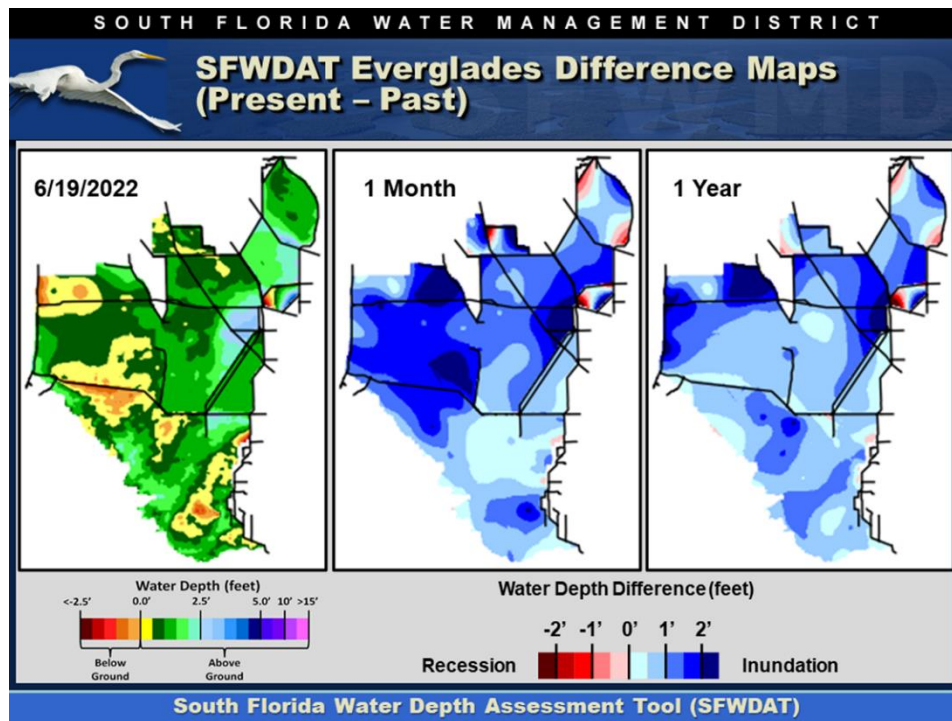 SOUTH FLORIDA WATER MANAGEMENT DISTRICT
SFWDAT Everglades Difference Maps
(Present – Past)
SFWMD
6/19/2022
1 Month
1 Year
Water Depth (feet)
<-2.5' 0.0' 2.5' 5.0' 10' >15'
Below
Ground
Above
Ground
Water Depth Difference (feet)
-2' -1' 0' 1' 2'
Recession
Inundation
South Florida Water Depth Assessment Tool (SFWDAT)